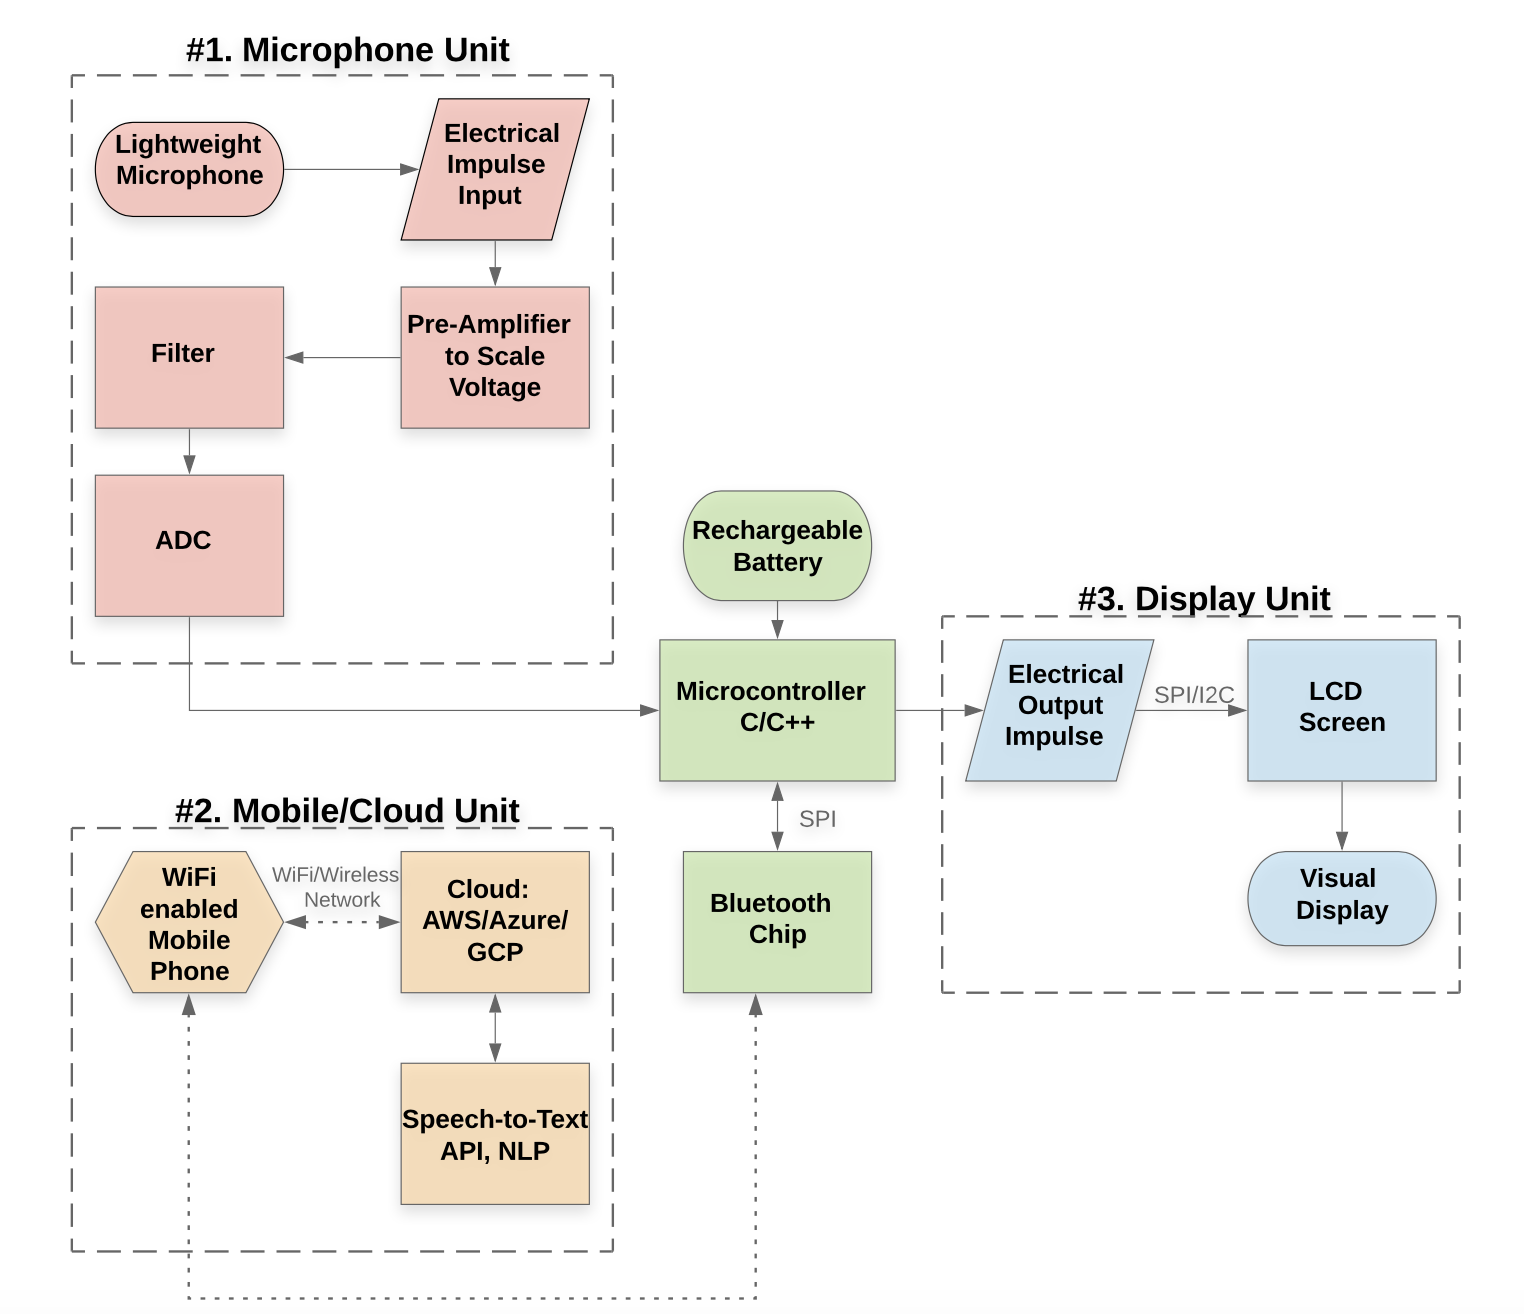 #1. Microphone Unit
Lightweight
Microphone
Electrical
Impulse
Input
Filter
Pre-Amplifier
to Scale
Voltage
ADC
Rechargeable
Battery
Microcontroller
C/C++
SPI
Bluetooth
Chip
#3. Display Unit
Electrical
Output
Impulse
SPI/I2C
LCD
Screen
Visual
Display
#2. Mobile/Cloud Unit
WiFi
enabled
Mobile
Phone
WiFi/Wireless
Network
Cloud:
AWS/Azure/
GCP
Speech-to-Text
API, NLP